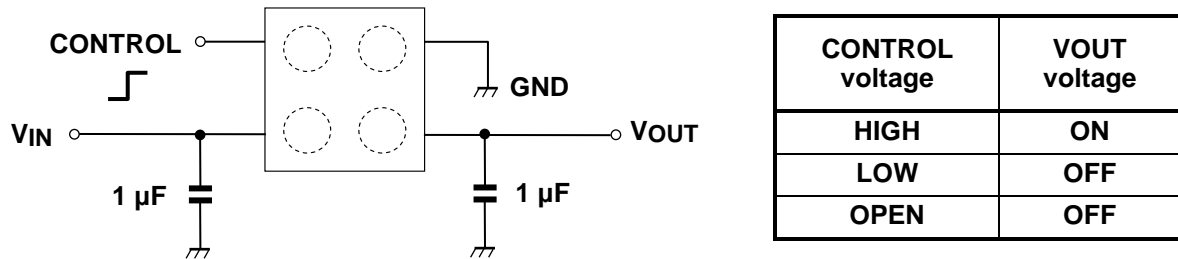 CONTROL
GND
VIN
VOUT
1 µF
1 µF
CONTROL voltage
VOUT voltage
HIGH ON
LOW OFF
OPEN OFF